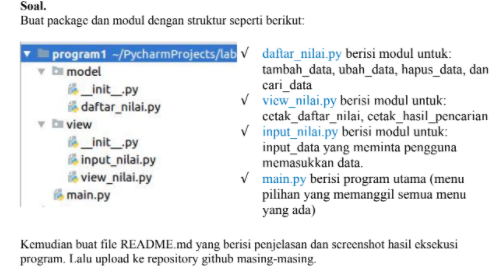 Soal.
Buat package dan modul dengan struktur seperti berikut:
program1 ~/PycharmProjects/lab
model
__init__.py
daftar_nilai.py
view
__init__.py
input_nilai.py
view_nilai.py
main.py
√ daftar_nilai.py berisi modul untuk:
tambah_data, ubah_data, hapus_data, dan
cari_data
√ view_nilai.py berisi modul untuk:
cetak_daftar_nilai, cetak_hasil_pencarian
√ input_nilai.py berisi modul untuk:
input_data yang meminta pengguna
memasukkan data.
√ main.py berisi program utama (menu
pilihan yang memanggil semua menu
yang ada)
Kemudian buat file README.md yang berisi penjelasan dan screenshot hasil eksekusi
program. Lalu upload ke repository github masing-masing.